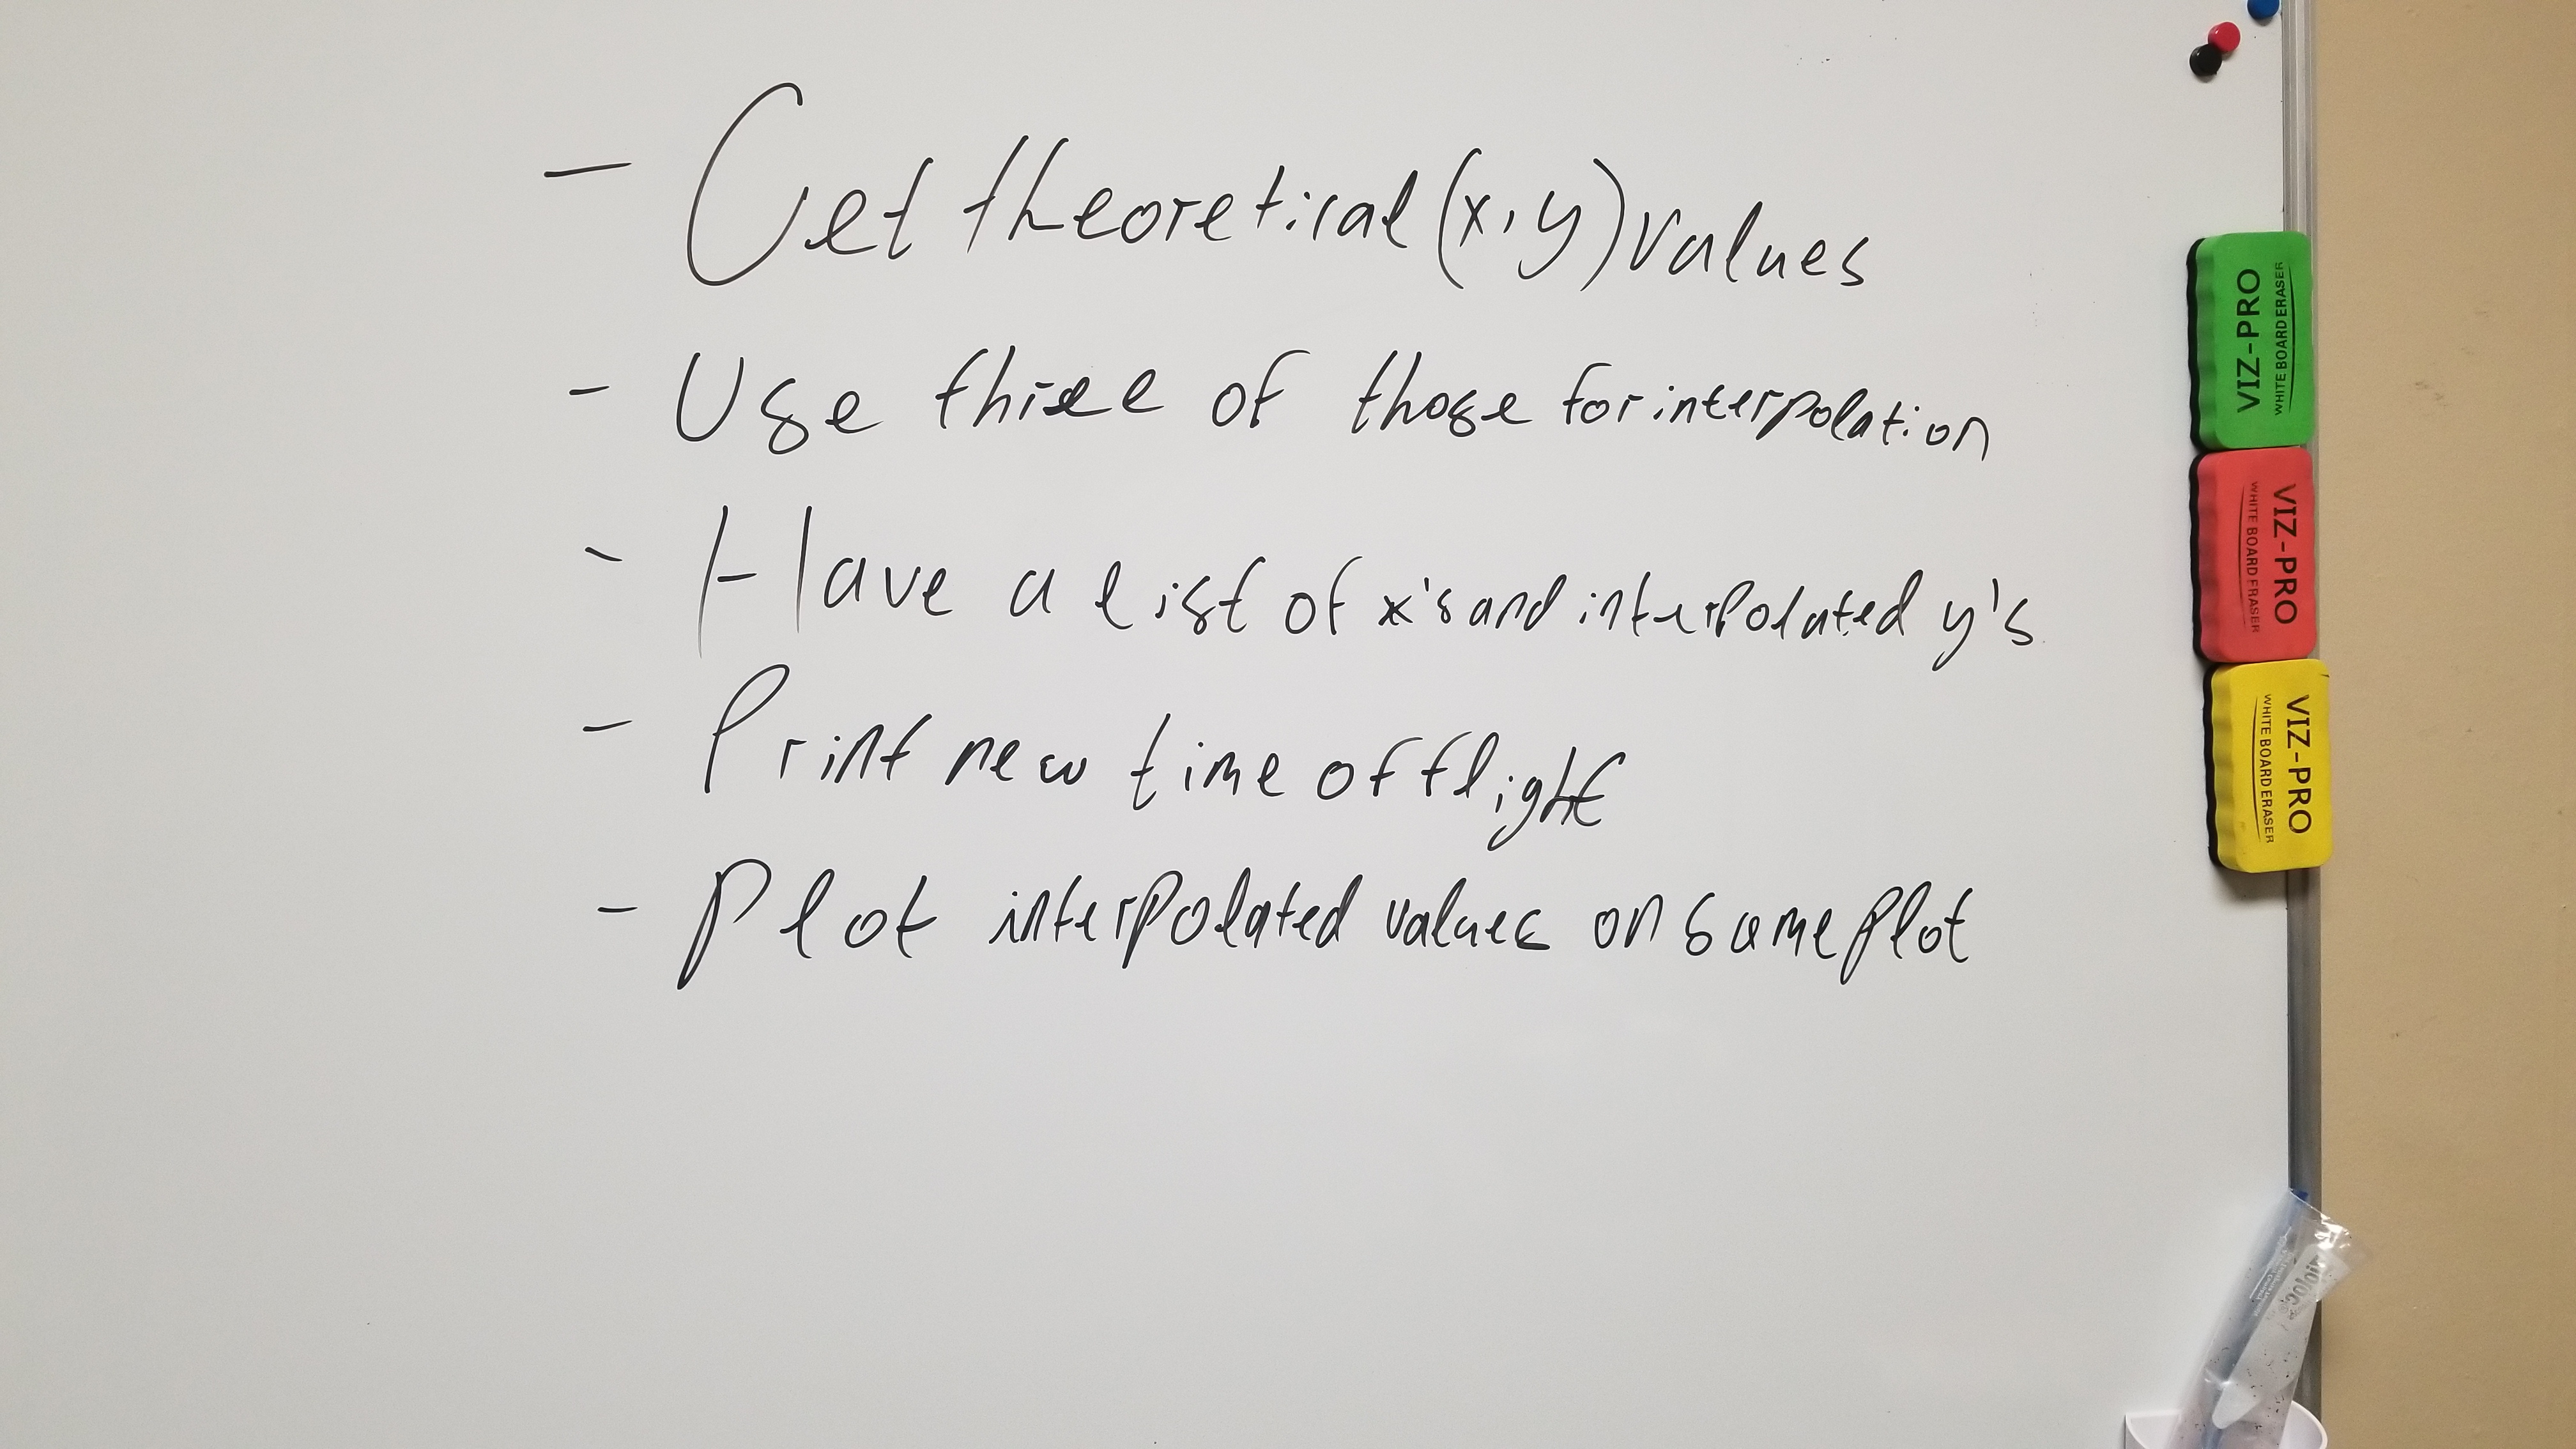 - Get theoretical (x,y) values
- Use three of those for interpolation
- Have a list of x's and interpolated y's
- Print new time of flight
- Plot interpolated values on same plot
VIZ-PRO
WHITE BOARD ERASER
VIZ-PRO
WHITE BOARD ERASER
VIZ-PRO
WHITE BOARD ERASER